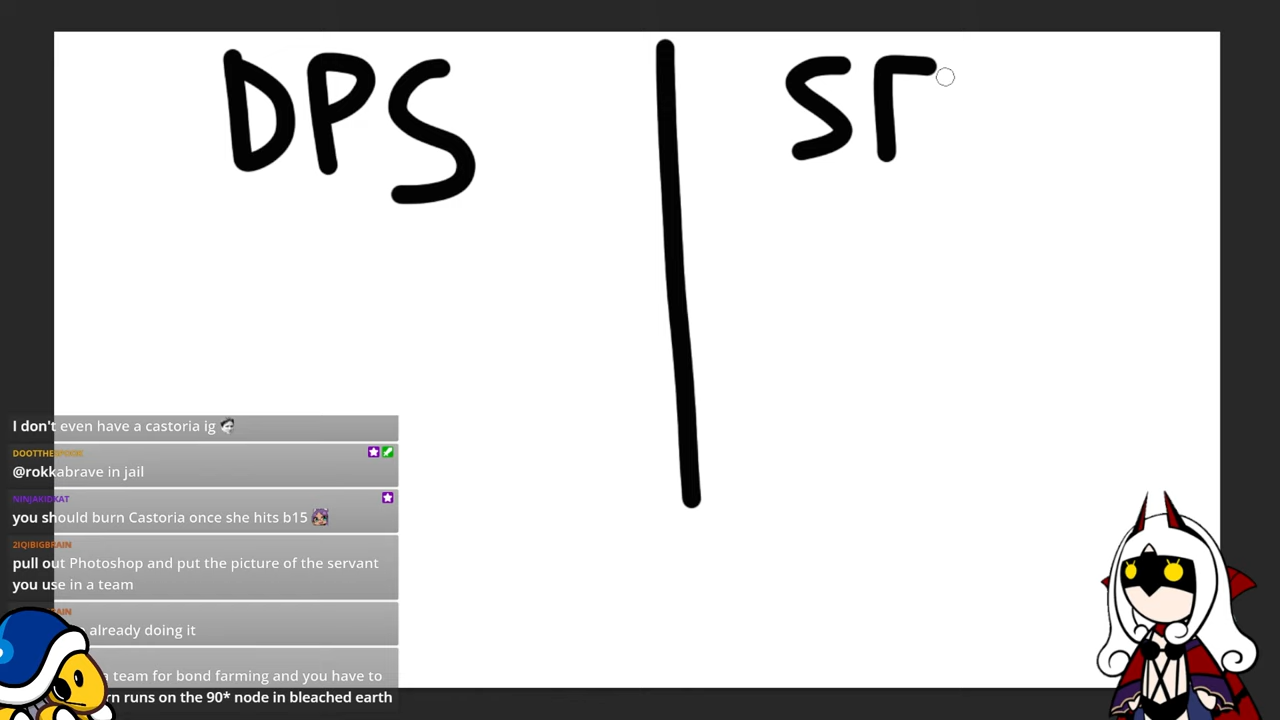 DPS
S
I don't even have a castoria ig
DOOTTHESPOOK
@rokkabrave in jail
NINJAKIDKAT
you should burn Castoria once she hits b15
2IQIBIGBRAIN
pull out Photoshop and put the picture of the servant
you use in a team
already doing it
a team for bond farming and you have to
runs on the 90* node in bleached earth